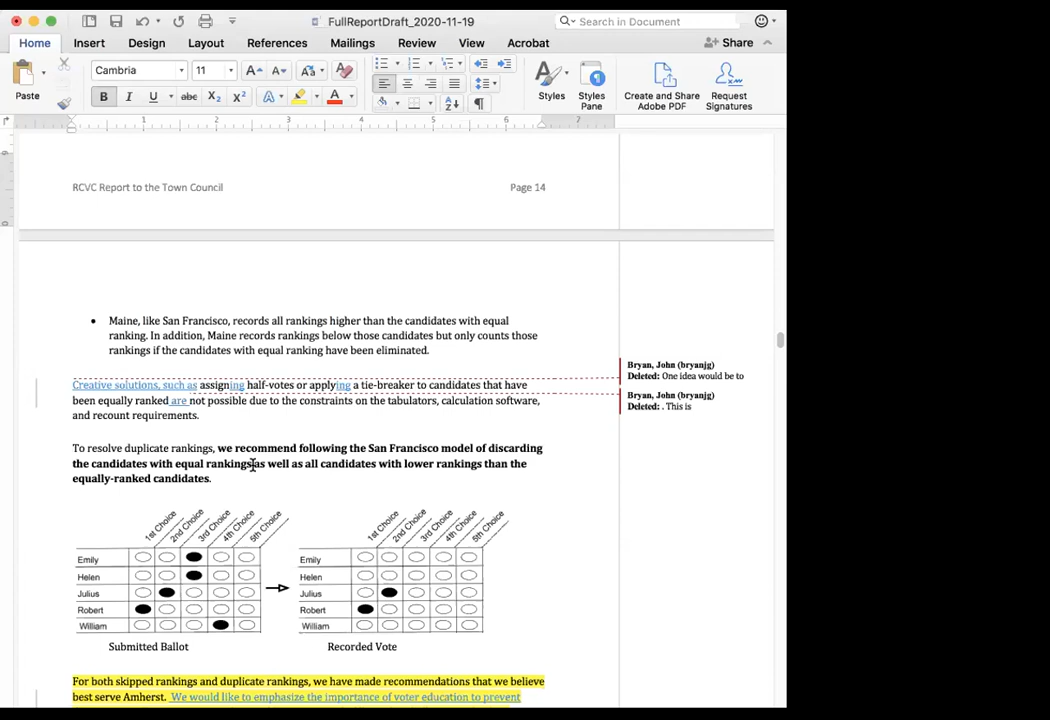 FullReportDraft_2020-11-19
Search in Document
Home Insert Design Layout References Mailings Review View Acrobat
Share
Cambria 11
Paste
Styles
Styles Pane
Create and Share Adobe PDF
Request Signatures
1 2 3 4 5 6 7
RCVC Report to the Town Council Page 14
• Maine, like San Francisco, records all rankings higher than the candidates with equal
ranking. In addition, Maine records rankings below those candidates but only counts those
rankings if the candidates with equal ranking have been eliminated.
Bryan, John (bryanjg)
Deleted: One idea would be to
Creative solutions, such as assigning half-votes or applying a tie-breaker to candidates that have
been equally ranked are not possible due to the constraints on the tabulators, calculation software,
and recount requirements.
Bryan, John (bryanjg)
Deleted: . This is
To resolve duplicate rankings, we recommend following the San Francisco model of discarding
the candidates with equal rankings as well as all candidates with lower rankings than the
equally-ranked candidates.
1st Choice 2nd Choice 3rd Choice 4th Choice 5th Choice
Emily
Helen
Julius
Robert
William
Submitted Ballot
1st Choice 2nd Choice 3rd Choice 4th Choice 5th Choice
Emily
Helen
Julius
Robert
William
Recorded Vote
For both skipped rankings and duplicate rankings, we have made recommendations that we believe
best serve Amherst. We would like to emphasize the importance of voter education to prevent